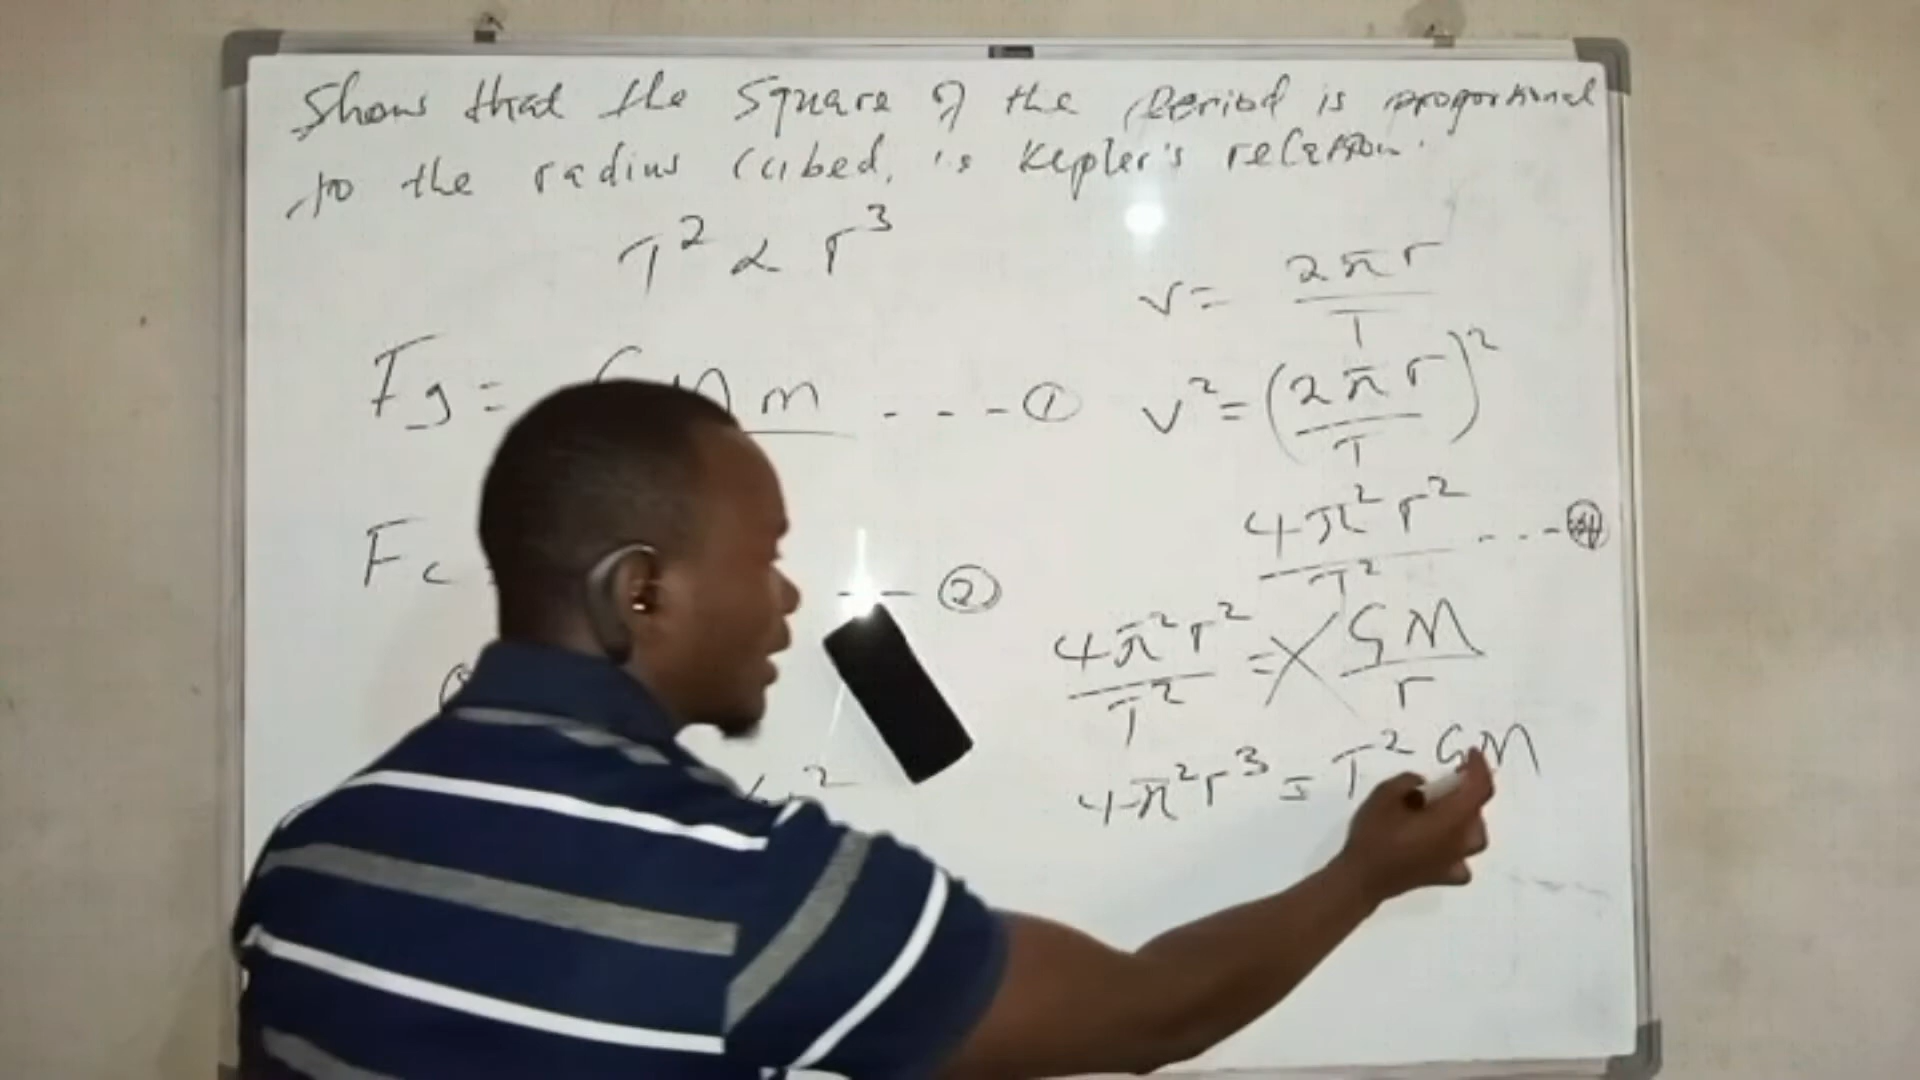 Show that the Square of the period is proportional
to the radius cubed, is Kepler's relation.
T² ∝ r³
Fg = GMm - - - ①
Fc
- ②
v = 2πr / T
v² = (2πr / T)²
4π²r² / T² - - - ④
4π²r² / T² = GM / r
4π²r³ = T² GM